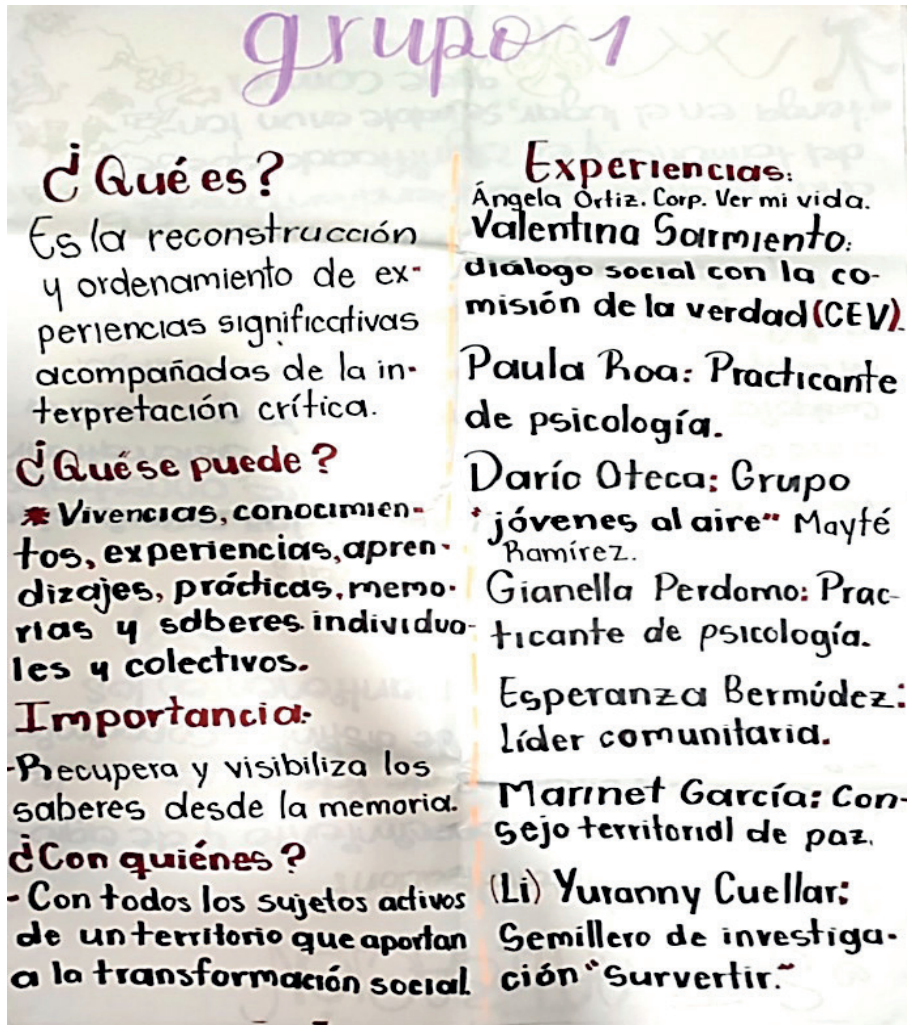 grupo 1
¿Qué es?
Es la reconstrucción
y ordenamiento de ex-
periencias significativas
acompañadas de la in-
terpretación crítica.
¿Qué se puede?
* Vivencias, conocimien-
tos, experiencias, apren-
dizajes, prácticas, memo-
rias y saberes individua-
les y colectivos.
Importancia:
-Recupera y visibiliza los
saberes desde la memoria.
¿Con quiénes?
- Con todos los sujetos activos
de un territorio que aportan
a la transformación social
Experiencias:
Ángela Ortiz. Corp. Ver mi vida.
Valentina Sarmiento:
diálogo social con la co-
misión de la verdad (CEV).
Paula Roa: Practicante
de psicología.
Darío Oteca: Grupo
"jóvenes al aire" Mayté
Ramírez.
Gianella Perdomo: Prac-
ticante de psicología.
Esperanza Bermúdez:
Líder comunitaria.
Marinet García: Con-
sejo territorial de paz.
(Li) Yuranny Cuellar:
Semillero de investiga-
ción "Survertir."